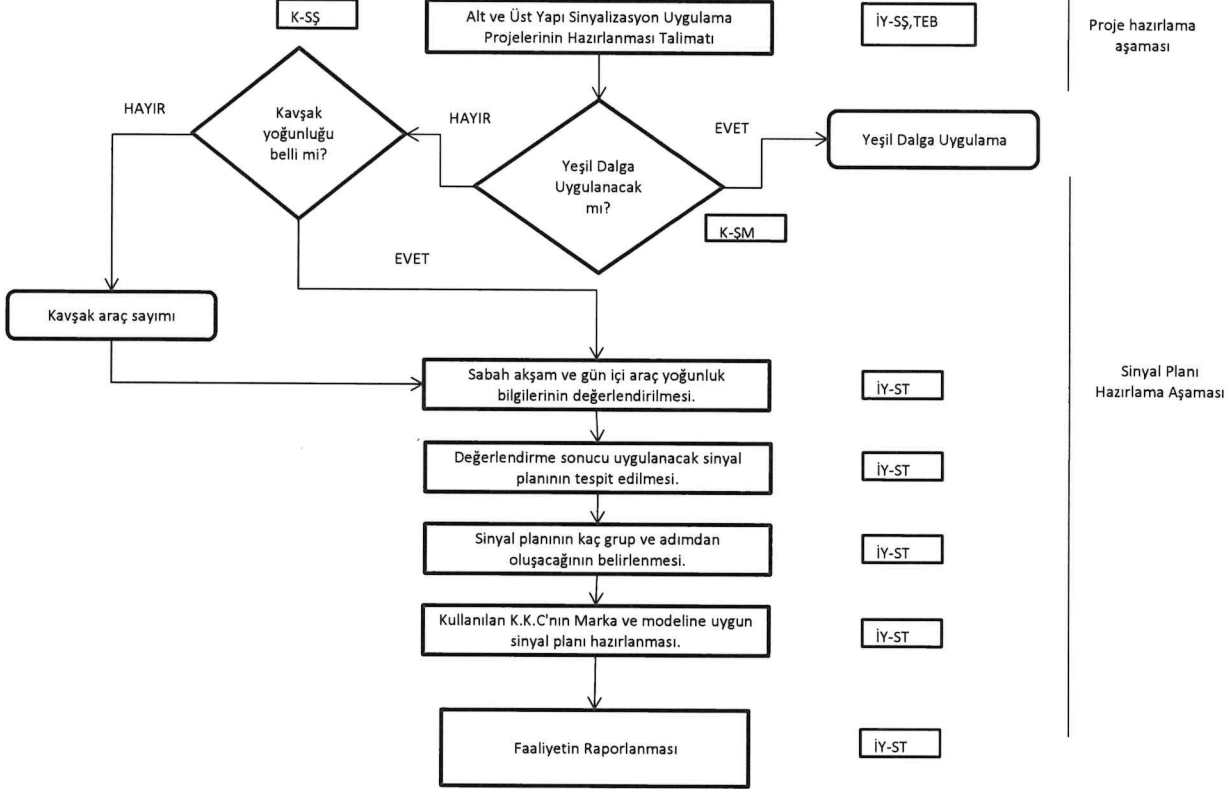 K-SŞ
Alt ve Üst Yapı Sinyalizasyon Uygulama
Projelerinin Hazırlanması Talimatı
İY-SŞ,TEB
Proje hazırlama
aşaması
HAYIR
Kavşak
yoğunluğu
belli mi?
HAYIR
Yeşil Dalga
Uygulanacak
mı?
EVET
Yeşil Dalga Uygulama
K-ŞM
EVET
Kavşak araç sayımı
Sabah akşam ve gün içi araç yoğunluk
bilgilerinin değerlendirilmesi.
İY-ST
Sinyal Planı
Hazırlama Aşaması
Değerlendirme sonucu uygulanacak sinyal
planının tespit edilmesi.
İY-ST
Sinyal planının kaç grup ve adımdan
oluşacağının belirlenmesi.
İY-ST
Kullanılan K.K.C'nın Marka ve modeline uygun
sinyal planı hazırlanması.
İY-ST
Faaliyetin Raporlanması
İY-ST